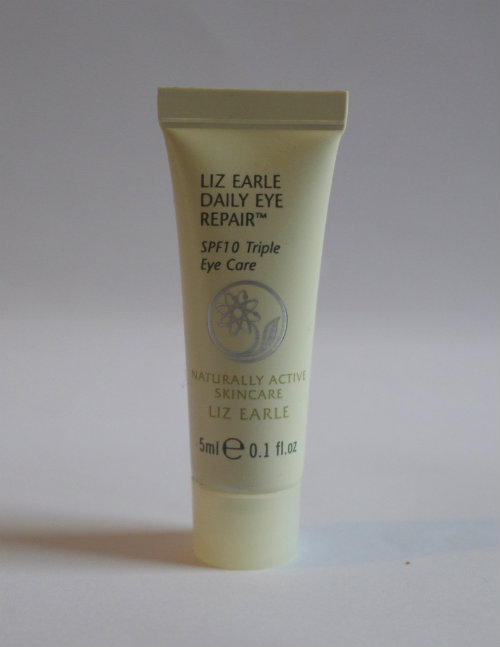 LIZ EARLE
DAILY EYE
REPAIR™
SPF10 Triple
Eye Care
NATURALLY ACTIVE
SKINCARE
LIZ EARLE
5ml ℮ 0.1 fl.oz